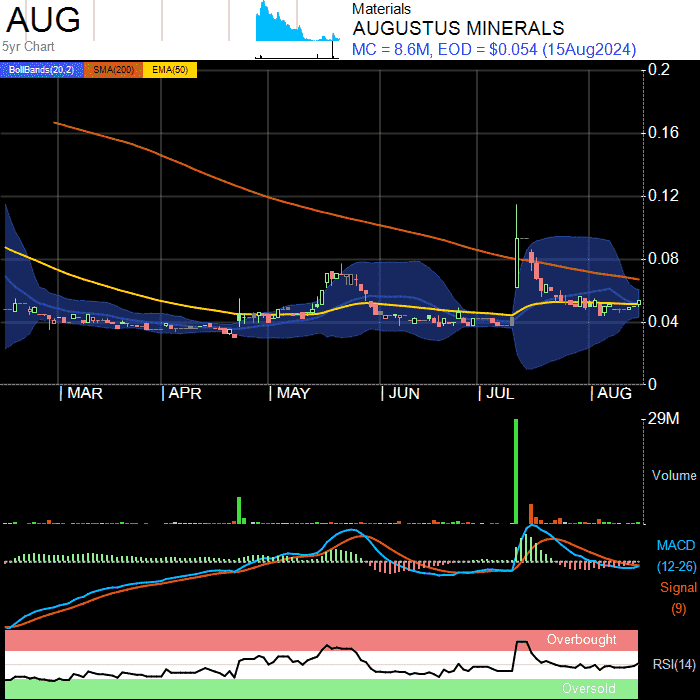 AUG
5yr Chart
Materials
AUGUSTUS MINERALS
MC = 8.6M, EOD = $0.054 (15Aug2024)
BollBands(20,2) SMA(200) EMA(50)
0.2
0.16
0.12
0.08
0.04
0
MAR APR MAY JUN JUL AUG
29M
Volume
MACD
(12-26)
Signal
(9)
Overbought
RSI(14)
Oversold